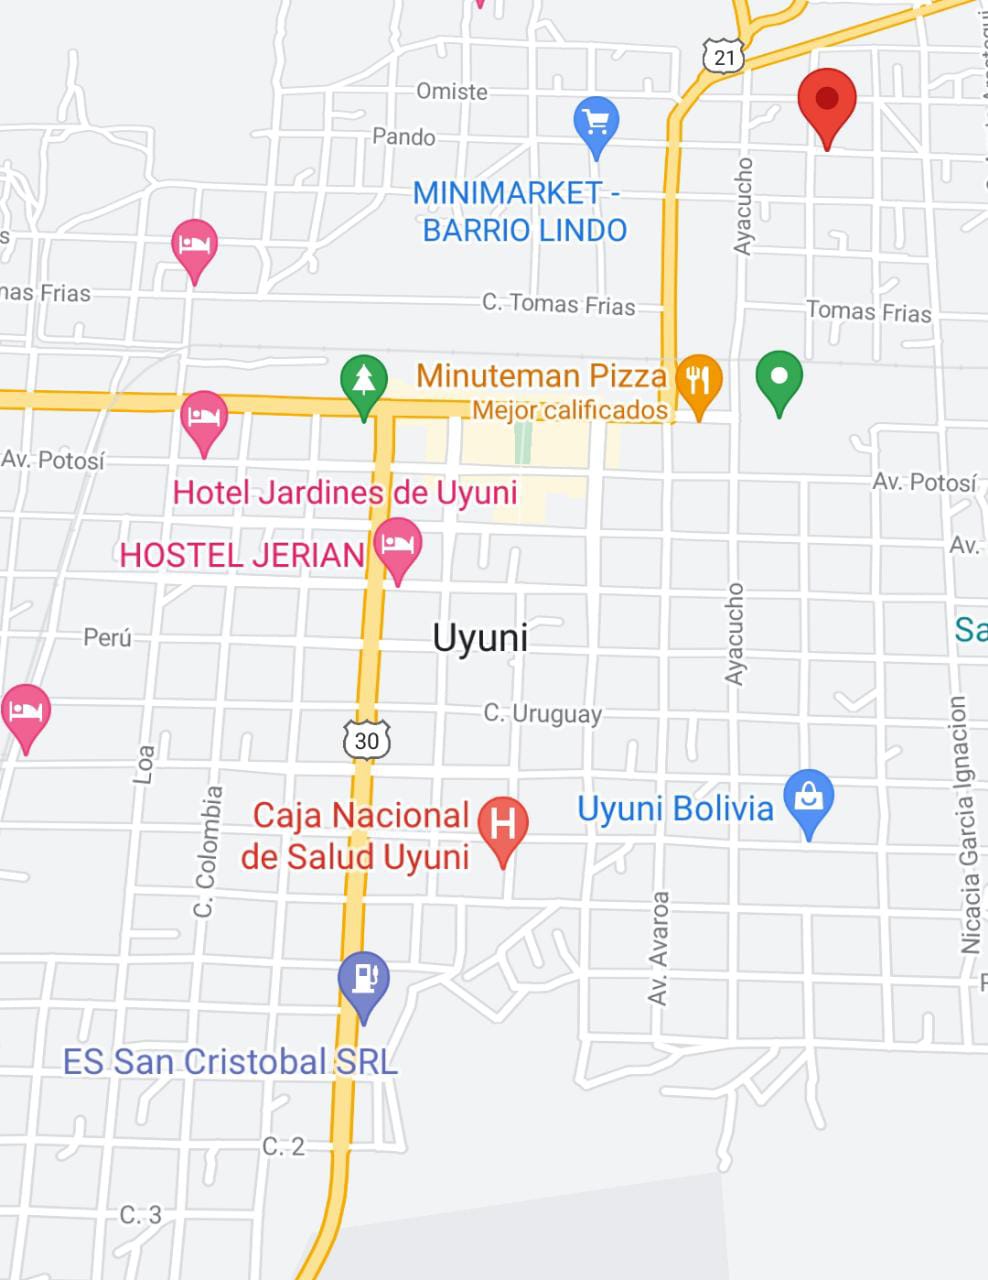 21
Omiste
Pando
MINIMARKET -
BARRIO LINDO
Ayacucho
C. Tomas Frias
Tomas Frias
Minuteman Pizza
Mejor calificados
Av. Potosí
Av. Potosí
Hotel Jardines de Uyuni
HOSTEL JERIAN
Av.
Ayacucho
Uyuni
Perú
C. Uruguay
30
Loa
C. Colombia
Caja Nacional
de Salud Uyuni
H
Uyuni Bolivia
Nicacia Garcia Ignacion
Av. Avaroa
ES San Cristobal SRL
C. 2
C. 3